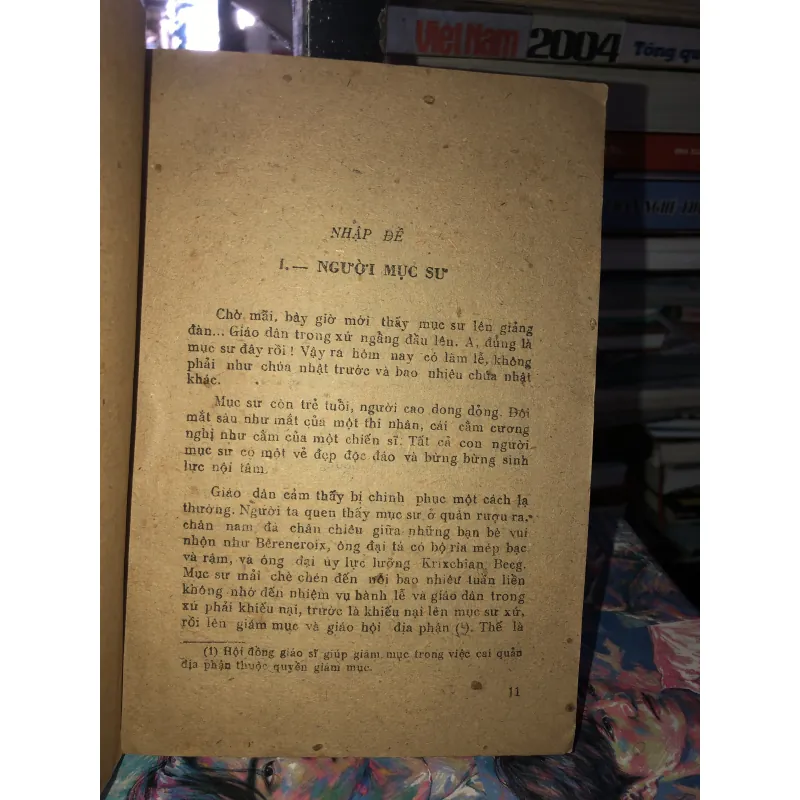 Việt Nam 2004 Tổng qu
NGHỆ TH
NHẬP ĐỀ
I. — NGƯỜI MỤC SƯ
Chờ mãi, bây giờ mới thấy mục sư lên giảng
đàn... Giáo dân trong xứ ngẩng đầu lên. A, đúng là
mục sư đây rồi ! Vậy ra hôm nay có làm lễ, không
phải như chúa nhật trước và bao nhiêu chúa nhật
khác.
Mục sư còn trẻ tuổi, người cao dong dỏng. Đôi
mắt sâu như mắt của một thi nhân, cái cằm cương
nghị như cằm của một chiến sĩ. Tất cả con người
mục sư có một vẻ đẹp độc đáo và bừng bừng sinh
lực nội tâm.
Giáo dân cảm thấy bị chinh phục một cách lạ
thường. Người ta quen thấy mục sư ở quán rượu ra,
chân nam đá chân chiêu giữa những bạn bè vui
nhộn như Bêrencroix, ông đại tá có bộ ria mép bạc
và rậm, và ông đại úy lực lưỡng Krixchian Beeg.
Mục sư mải chè chén đến nỗi bao nhiêu tuần liền
không nhớ đến nhiệm vụ hành lễ và giáo dân trong
xứ phải khiếu nại, trước là khiếu nại lên mục sư xứ,
rồi lên giám mục và giáo hội địa phận (¹). Thế là
(1) Hội đồng giáo sĩ giúp giám mục trong việc cai quản
địa phận thuộc quyền giám mục.
11